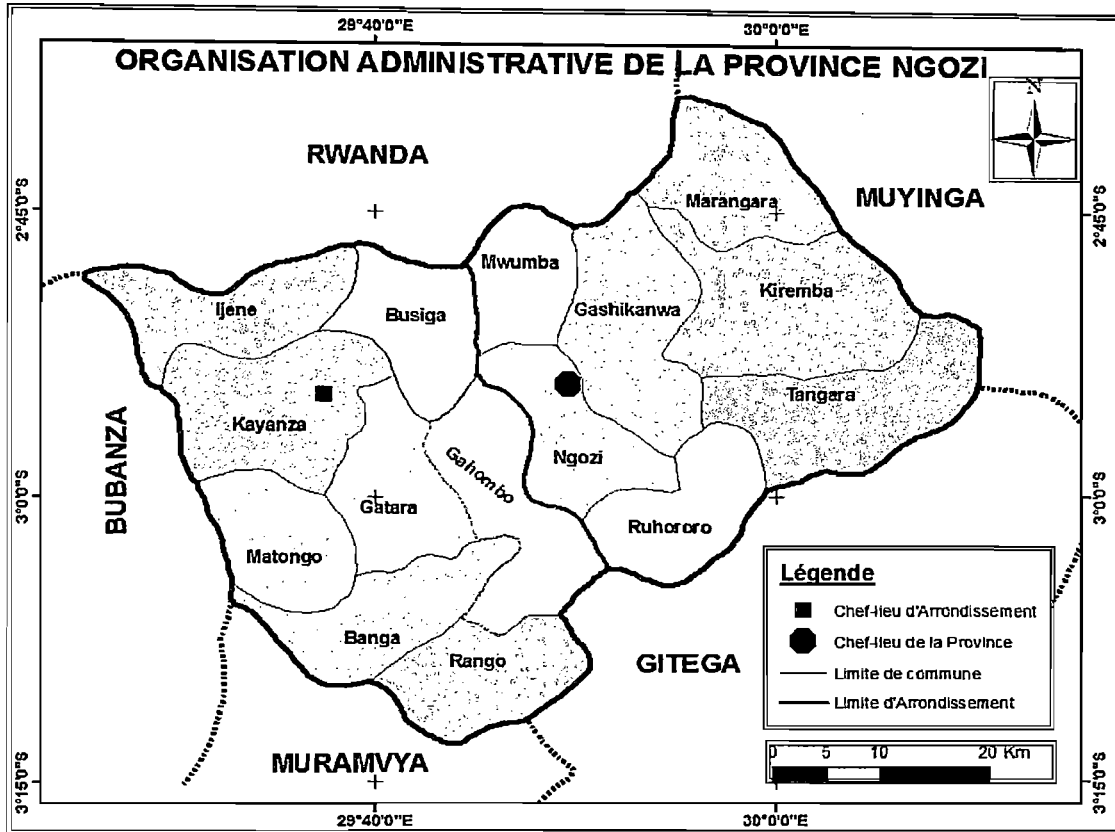 29°40'0"E
30°0'0"E
ORGANISATION ADMINISTRATIVE DE LA PROVINCE NGOZI
N
RWANDA
MUYINGA
2°45'0"S
2°45'0"S
Marangara
Mwumba
Kiremba
Ijene
Busiga
Gashikanwa
Tangara
Kayanza
Ngozi
Gahombo
BUBANZA
3°0'0"S
3°0'0"S
Gatara
Ruhororo
Matongo
Banga
Rango
GITEGA
MURAMVYA
Légende
Chef-lieu d'Arrondissement
Chef-lieu de la Province
Limite de commune
Limite d'Arrondissement
0 5 10 20 Km
3°15'0"S
3°15'0"S
29°40'0"E
30°0'0"E